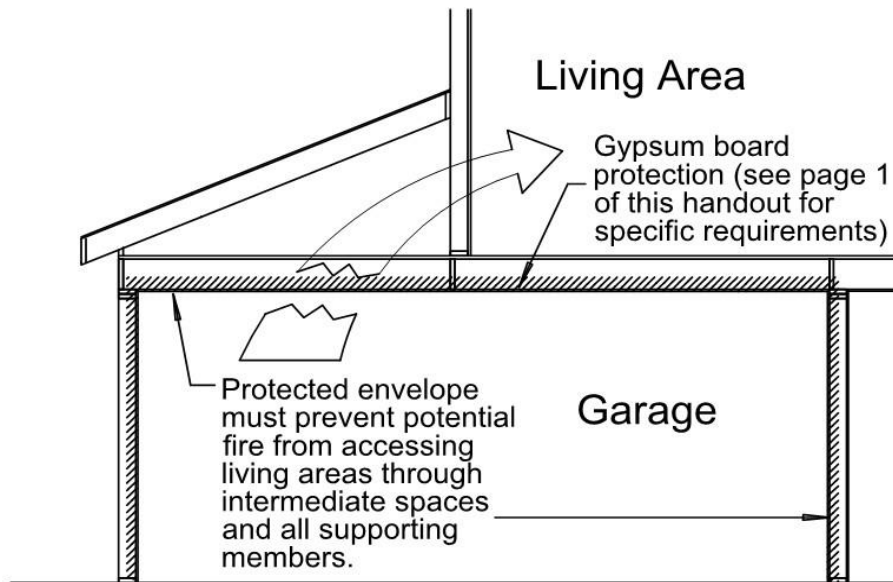 Living Area
Gypsum board
protection (see page 1
of this handout for
specific requirements)
Protected envelope
must prevent potential
fire from accessing
living areas through
intermediate spaces
and all supporting
members.
Garage